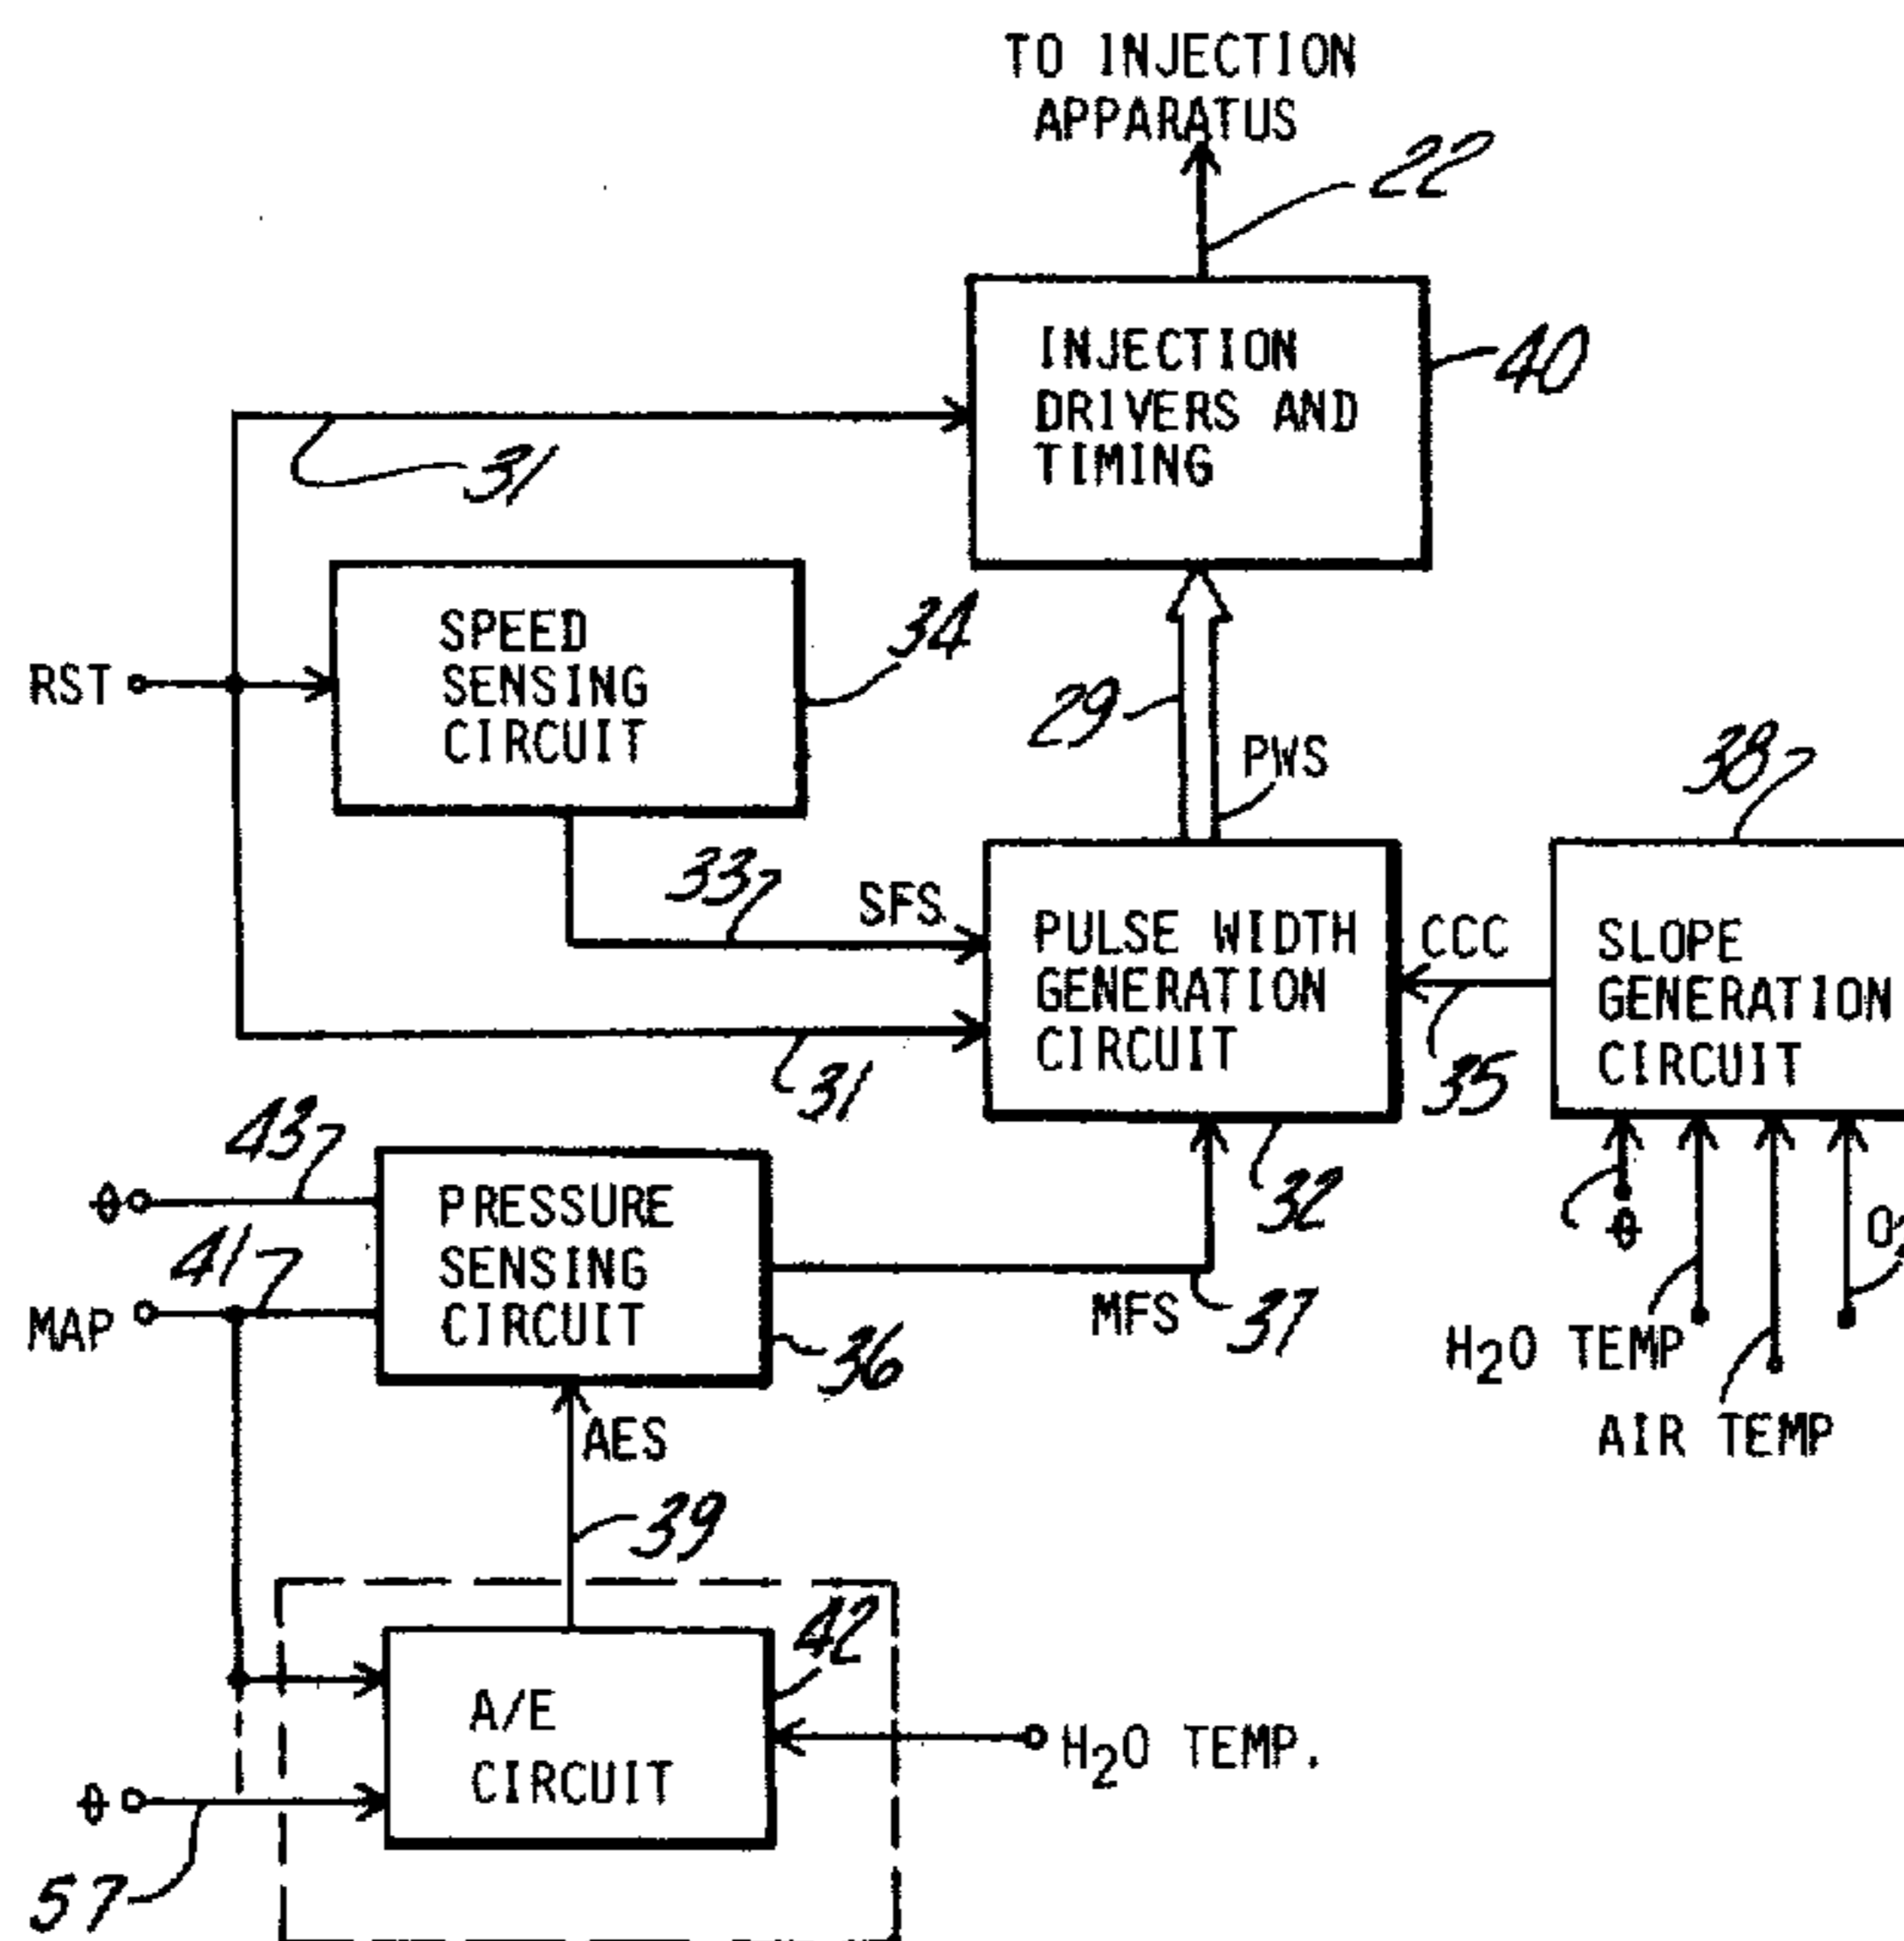 TO INJECTION
APPARATUS
22
INJECTION
DRIVERS AND
TIMING
40
31
SPEED
SENSING
CIRCUIT
34
RST
29
PWS
38
33
SFS
PULSE WIDTH
GENERATION
CIRCUIT
CCC
35
SLOPE
GENERATION
CIRCUIT
31
32
43
θ
41
MAP
PRESSURE
SENSING
CIRCUIT
36
MFS
37
θ
H2O TEMP
AIR TEMP
AES
39
42
A/E
CIRCUIT
H2O TEMP.
θ
57